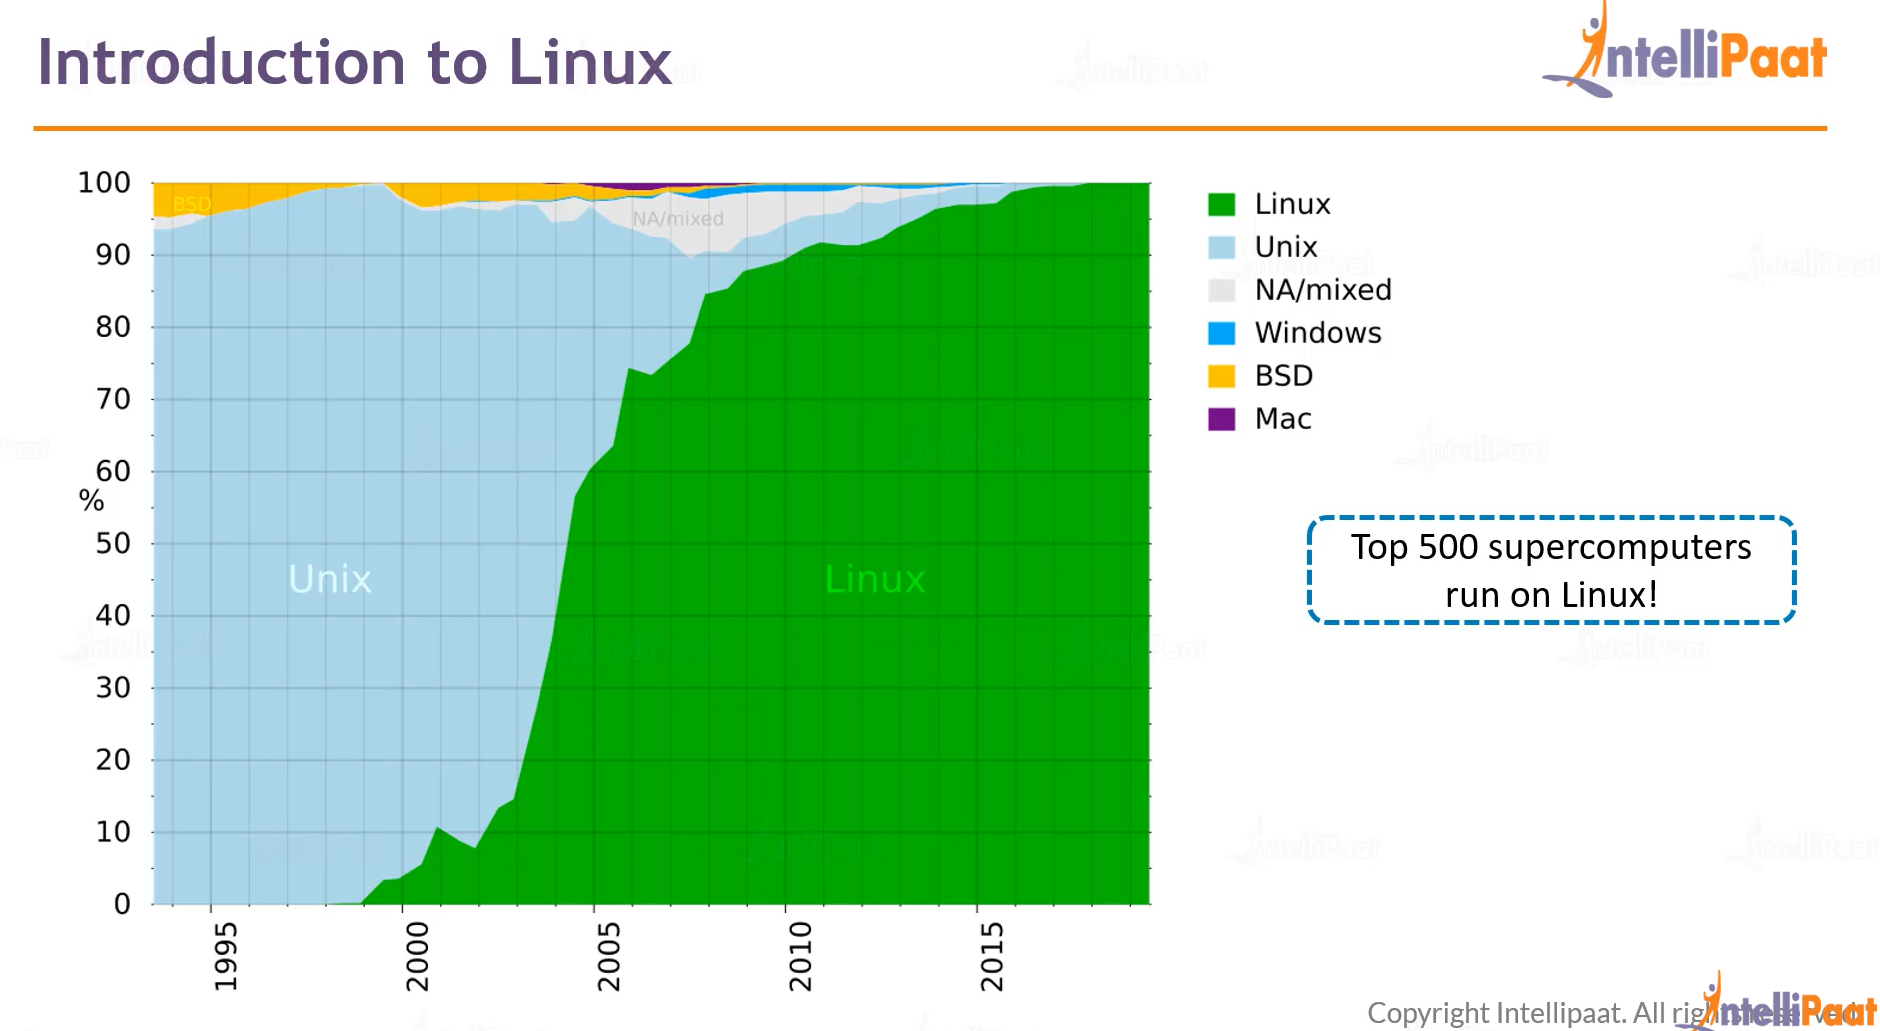 Introduction to Linux
IntelliPaat
100
90
80
70
60
%
50
40
30
20
10
0
BSD
NA/mixed
Unix
Linux
1995
2000
2005
2010
2015
Linux
Unix
NA/mixed
Windows
BSD
Mac
Top 500 supercomputers
run on Linux!
Copyright Intellipaat. All rights
IntelliPaat